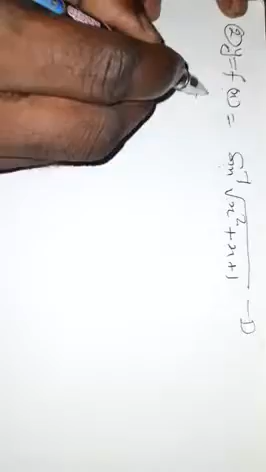 ② y = f(x) = Sin⁻¹ √x²+x+1 — D